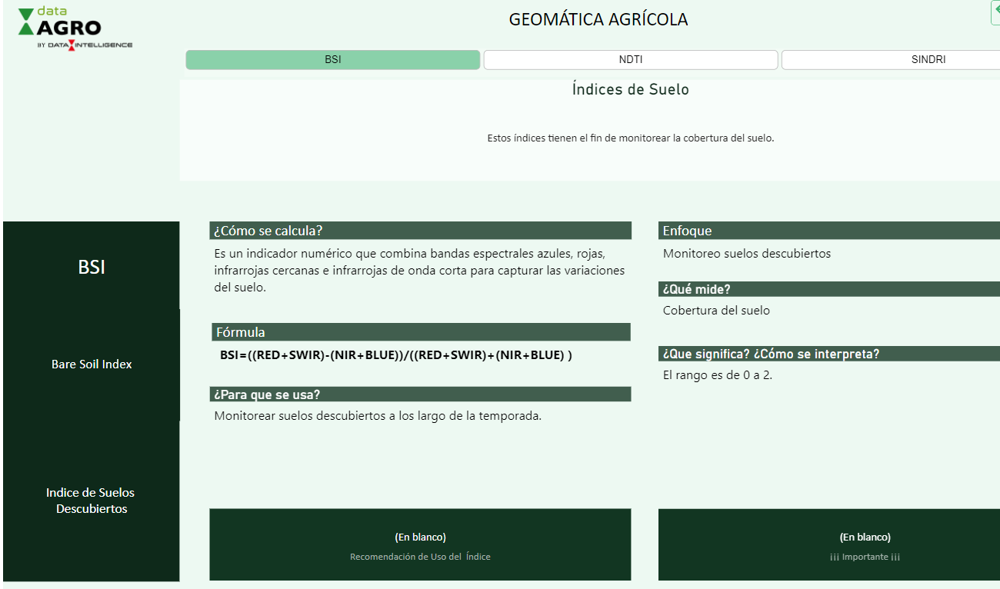 data
AGRO
BY DATA INTELLIGENCE
GEOMÁTICA AGRÍCOLA
BSI
NDTI
SINDRI
Índices de Suelo
Estos índices tienen el fin de monitorear la cobertura del suelo.
BSI
Bare Soil Index
Indice de Suelos
Descubiertos
¿Cómo se calcula?
Es un indicador numérico que combina bandas espectrales azules, rojas,
infrarrojas cercanas e infrarrojas de onda corta para capturar las variaciones
del suelo.
Fórmula
BSI=((RED+SWIR)-(NIR+BLUE))/((RED+SWIR)+(NIR+BLUE) )
¿Para que se usa?
Monitorear suelos descubiertos a los largo de la temporada.
(En blanco)
Recomendación de Uso del  Índice
Enfoque
Monitoreo suelos descubiertos
¿Qué mide?
Cobertura del suelo
¿Que significa? ¿Cómo se interpreta?
El rango es de 0 a 2.
(En blanco)
¡¡¡ Importante ¡¡¡